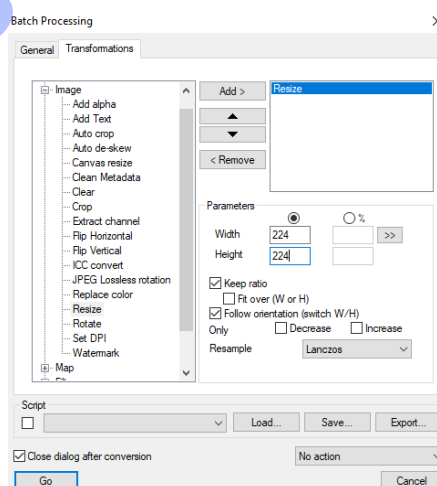 Batch Processing
General Transformations
Image
Add alpha
Add Text
Auto crop
Auto de-skew
Canvas resize
Clean Metadata
Clear
Crop
Extract channel
Flip Horizontal
Flip Vertical
ICC convert
JPEG Lossless rotation
Replace color
Resize
Rotate
Set DPI
Watermark
Map
Add >
< Remove
Resize
Parameters
%
Width 224 >>
Height 224
Keep ratio
Fit over (W or H)
Follow orientation (switch W/H)
Only Decrease Increase
Resample Lanczos
Script
Load... Save... Export...
Close dialog after conversion No action
Go Cancel